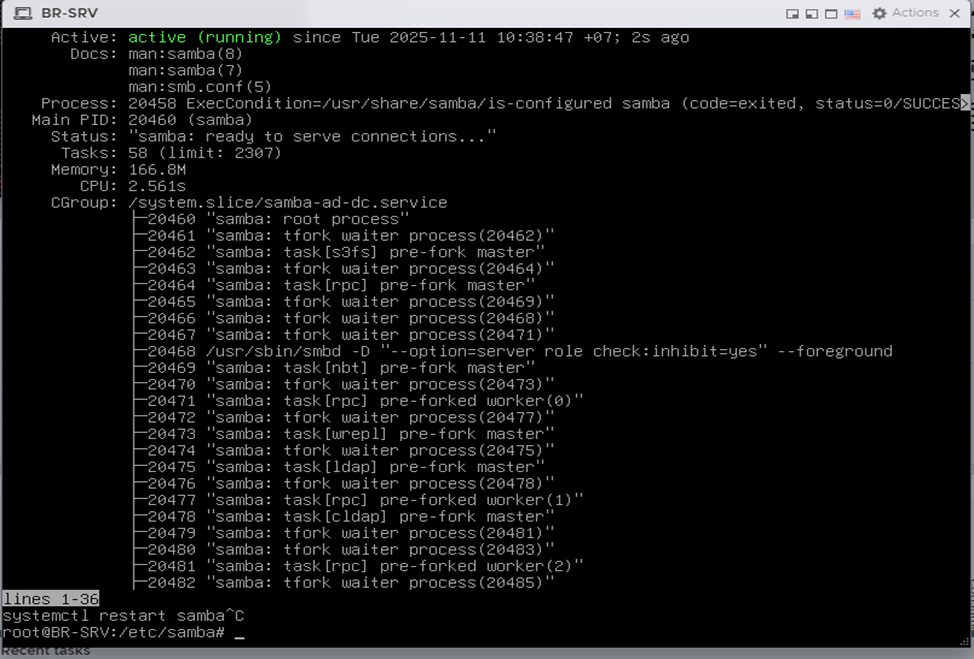 BR-SRV
Actions
Active: active (running) since Tue 2025-11-11 10:38:47 +07; 2s ago
Docs: man:samba(8)
man:samba(7)
man:smb.conf(5)
Process: 20458 ExecCondition=/usr/share/samba/is-configured samba (code=exited, status=0/SUCCES>
Main PID: 20460 (samba)
Status: "samba: ready to serve connections..."
Tasks: 58 (limit: 2307)
Memory: 166.8M
CPU: 2.561s
CGroup: /system.slice/samba-ad-dc.service
├─20460 "samba: root process"
├─20461 "samba: tfork waiter process(20462)"
├─20462 "samba: task[s3fs] pre-fork master"
├─20463 "samba: tfork waiter process(20464)"
├─20464 "samba: task[rpc] pre-fork master"
├─20465 "samba: tfork waiter process(20469)"
├─20466 "samba: tfork waiter process(20468)"
├─20467 "samba: tfork waiter process(20471)"
├─20468 /usr/sbin/smbd -D "--option=server role check:inhibit=yes" --foreground
├─20469 "samba: task[nbt] pre-fork master"
├─20470 "samba: tfork waiter process(20473)"
├─20471 "samba: task[rpc] pre-forked worker(0)"
├─20472 "samba: tfork waiter process(20477)"
├─20473 "samba: task[wrepl] pre-fork master"
├─20474 "samba: tfork waiter process(20475)"
├─20475 "samba: task[ldap] pre-fork master"
├─20476 "samba: tfork waiter process(20478)"
├─20477 "samba: task[rpc] pre-forked worker(1)"
├─20478 "samba: task[cldap] pre-fork master"
├─20479 "samba: tfork waiter process(20481)"
├─20480 "samba: tfork waiter process(20483)"
├─20481 "samba: task[rpc] pre-forked worker(2)"
├─20482 "samba: tfork waiter process(20485)"
lines 1-36
systemctl restart samba^C
root@BR-SRV:/etc/samba# _
Recent tasks